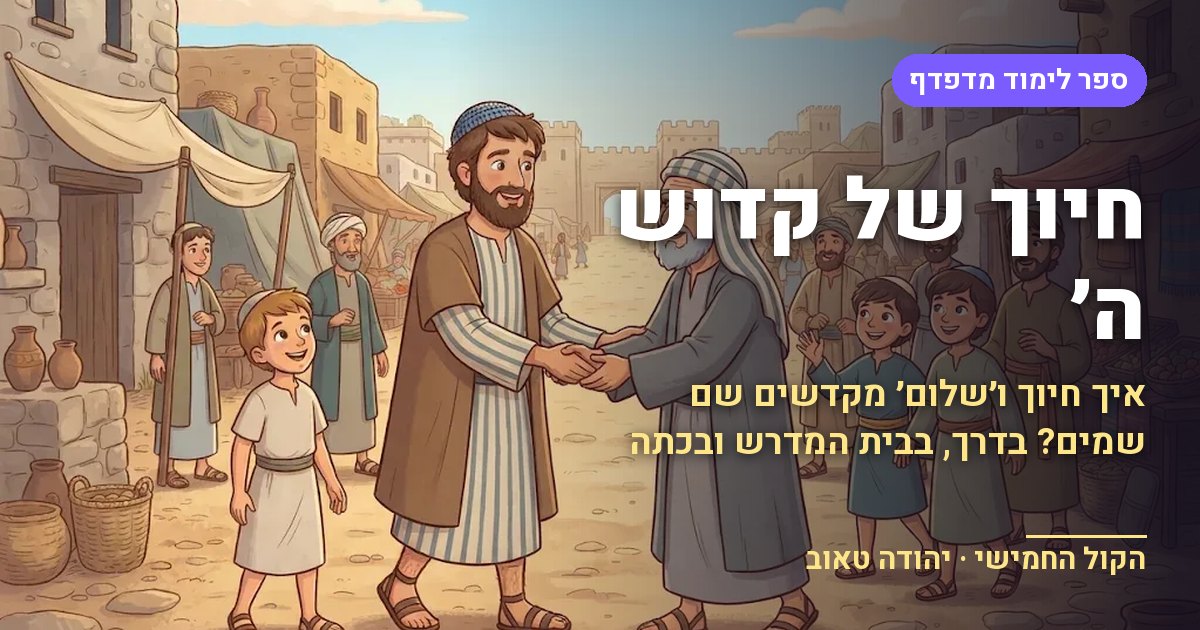 ספר לימוד מדפדף
חיוך של קדוש
ה׳
איך חיוך ו׳שלום׳ מקדשים שם
שמים? בדרך, בבית המדרש ובכתה
הקול החמישי · יהודה טאוב